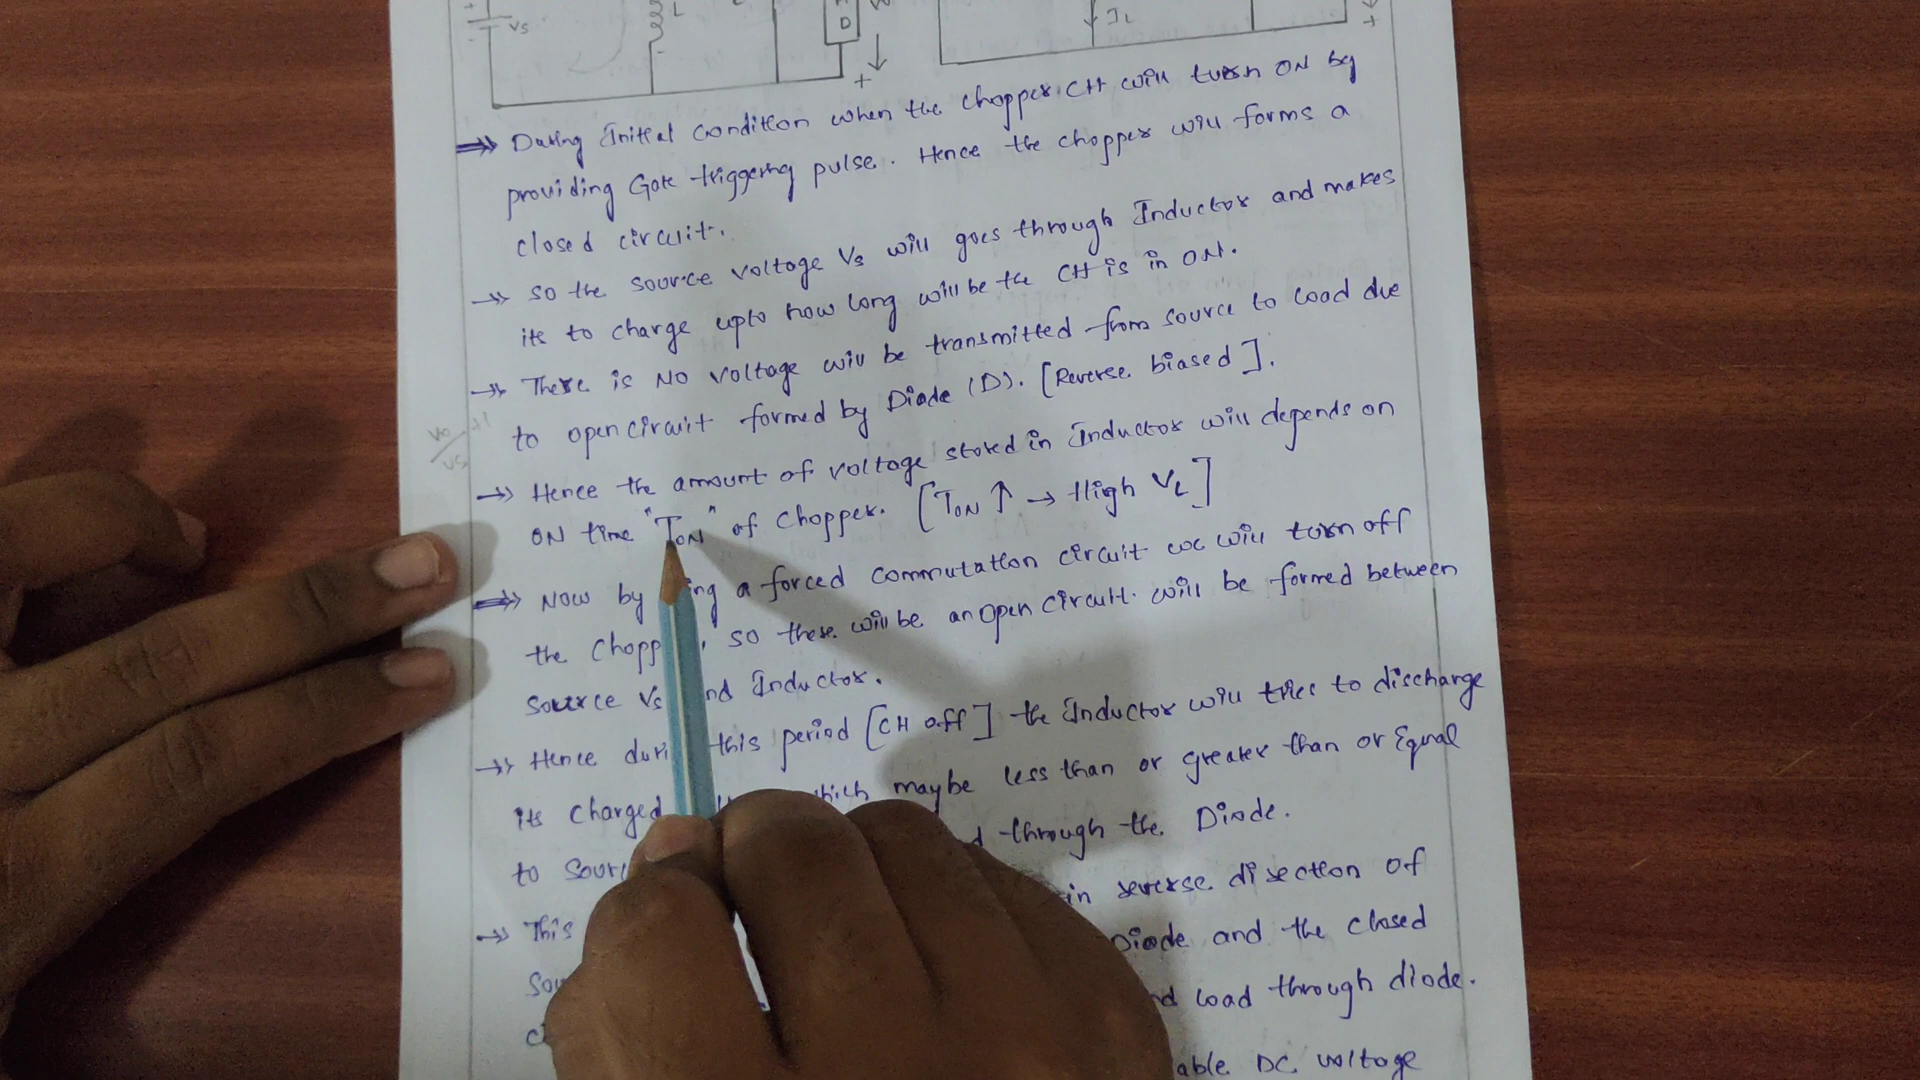 Vs
L
D
IL
+
+
⇒ During Initial condition when the chopper CH will turn ON by
providing Gate triggering pulse. Hence the chopper will forms a
closed circuit.
→ so the source voltage Vs will goes through Inductor and makes
its to charge upto how long will be the CH is in ON.
→ There is NO voltage will be transmitted from source to load due
to open circuit formed by Diode (D). [Reverse biased].
Vo
Vs
→ Hence the amount of voltage stored in Inductor will depends on
ON time "TON" of chopper. [TON ↑ → High VL]
⇒ Now by a forced commutation circuit we will turn off
the so there will be an open circuit will be formed between
source Vs Inductor.
→ Hence this period [CH off] the Inductor will tries to discharge
its charged maybe less than or greater than or Equal
to through the Diode.
→ This in reverse direction of
Diode and the closed
load through diode.
DC voltage